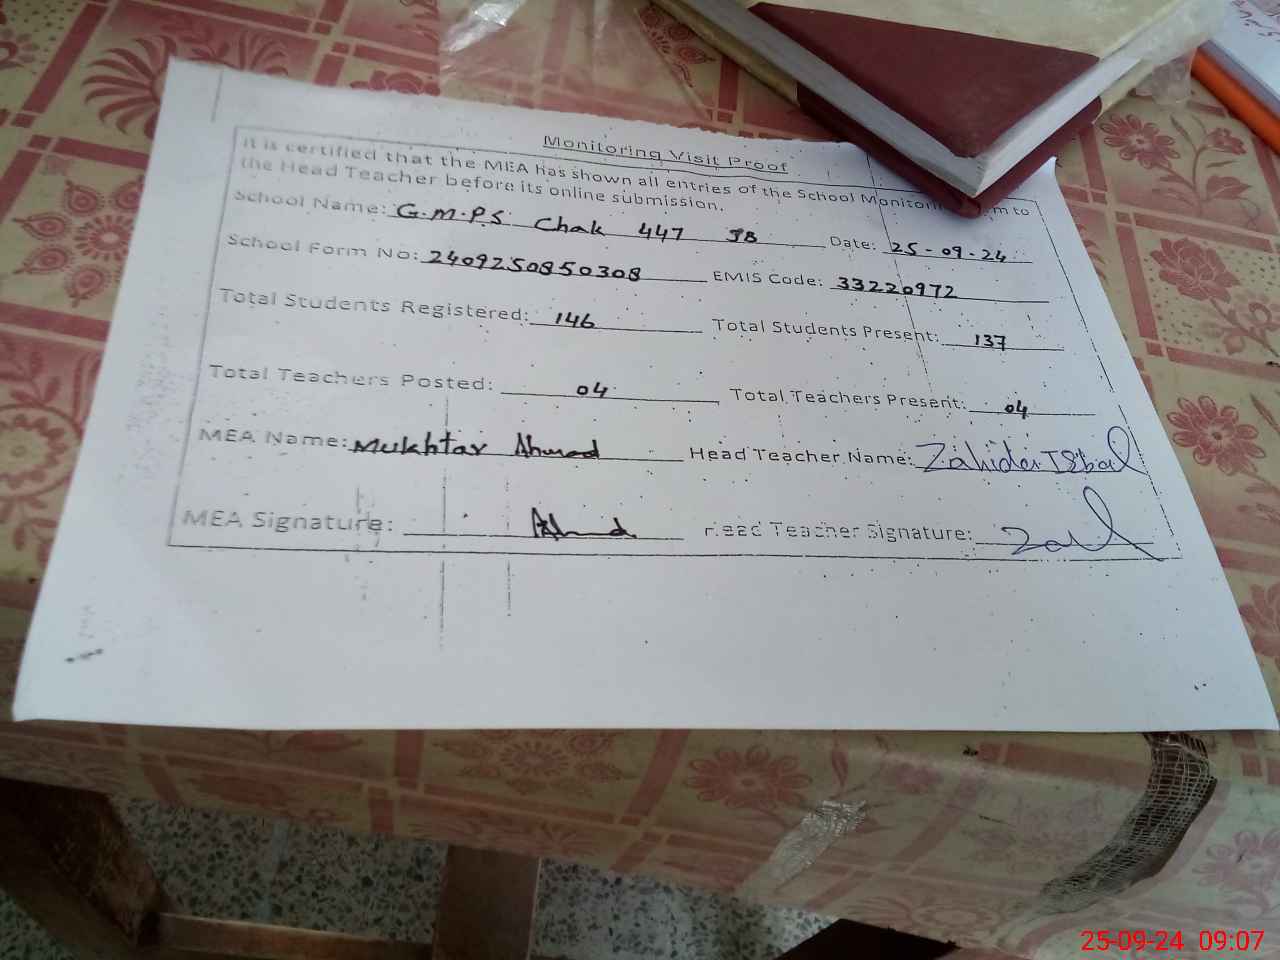 Monitoring Visit Proof
It is certified that the MEA has shown all entries of the School to
the Head Teacher before its online submission.
School Name: G.M.P.S Chak 447 JB Date: 25-09-24
School Form No: 2409250850308 EMIS Code: 33220972
Total Students Registered: 146 Total Students Present: 137
Total Teachers Posted: 04 Total Teachers Present: 04
MEA Name: Mukhtar Ahmad Head Teacher Name: Zahida
MEA Signature: Head Teacher Signature:
25-09-24 09:07